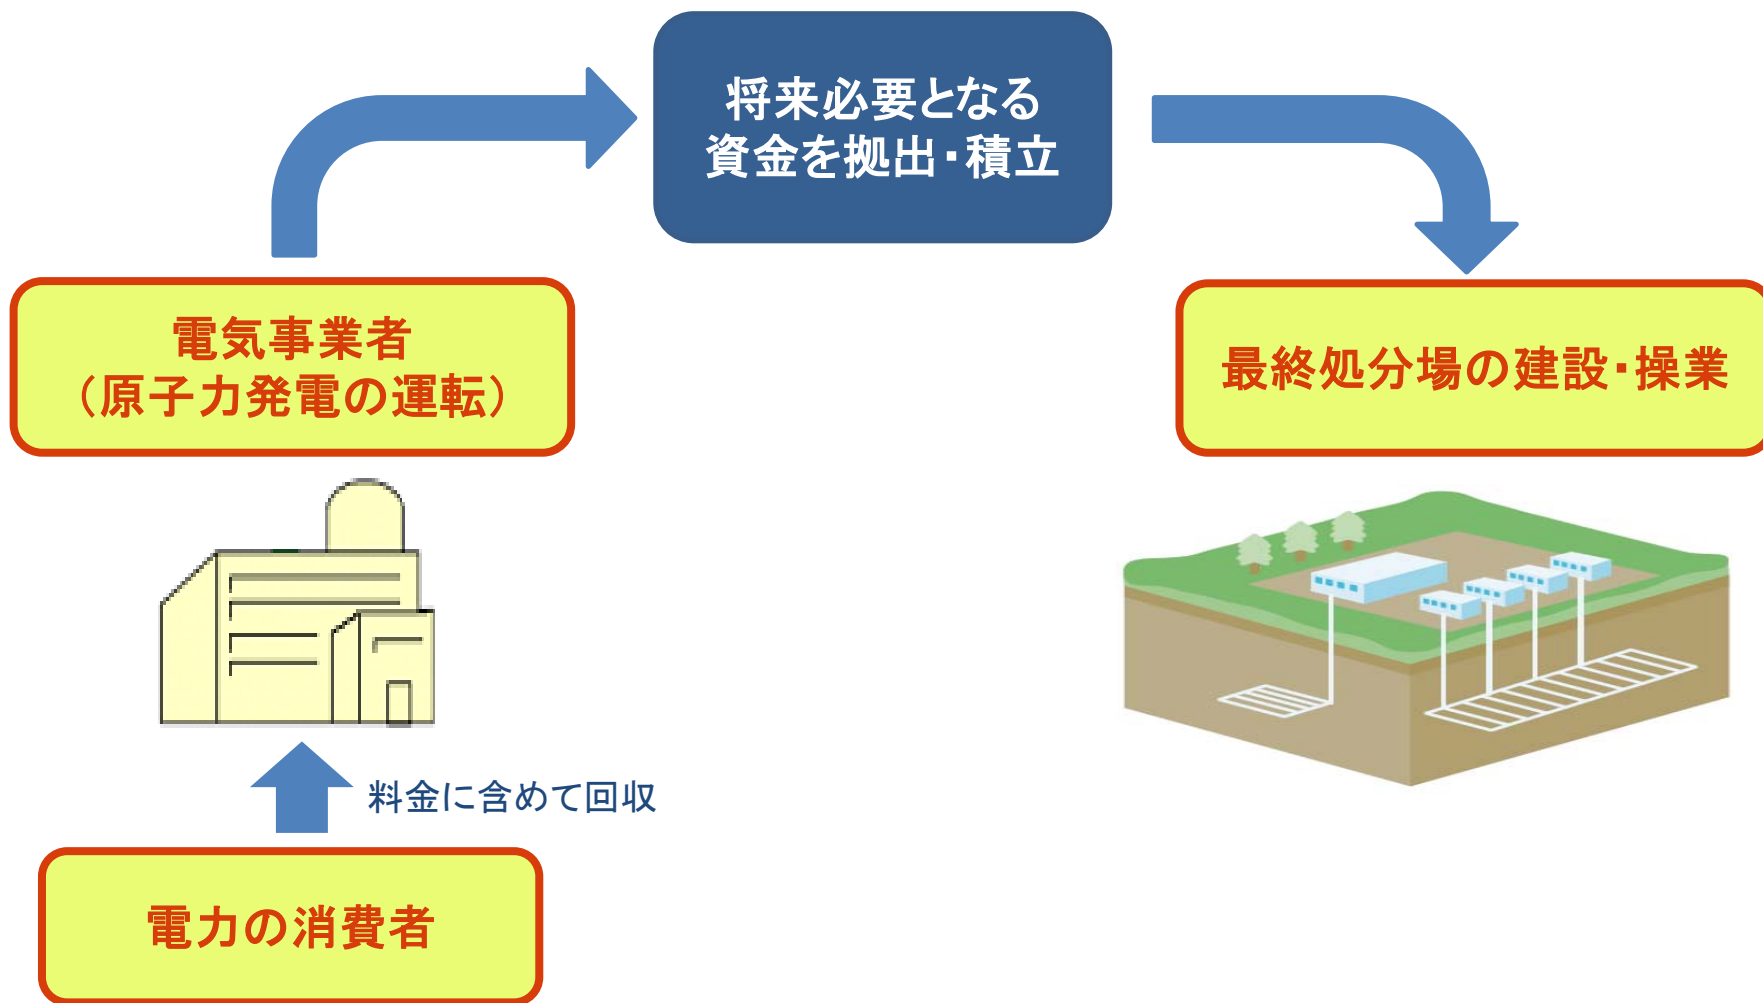 将来必要となる
資金を拠出・積立
電気事業者
（原子力発電の運転）
最終処分場の建設・操業
料金に含めて回収
電力の消費者